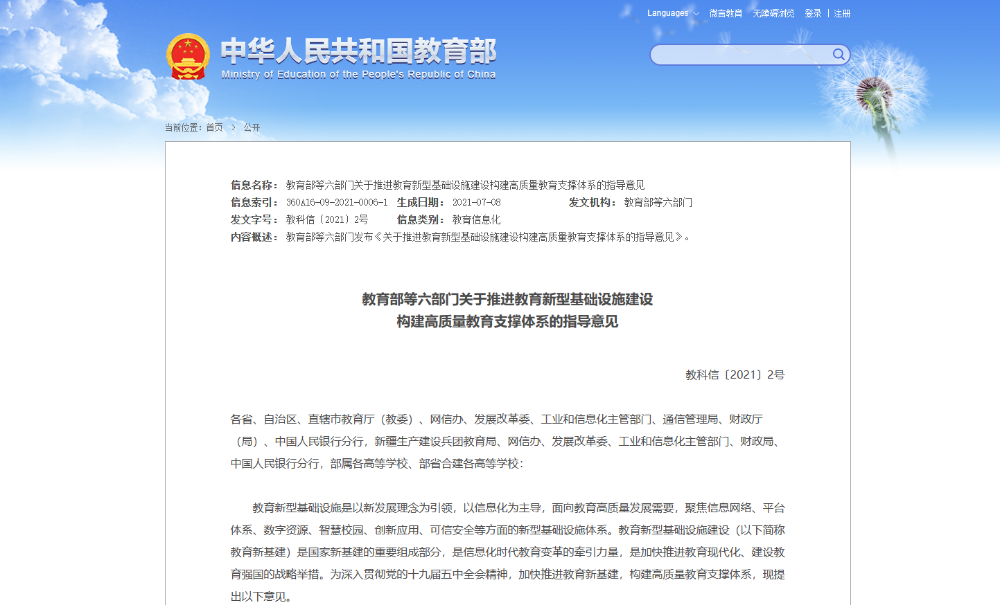 Languages 微言教育 无障碍浏览 登录 | 注册
中华人民共和国教育部
Ministry of Education of the People's Republic of China
当前位置：首页 > 公开
信息名称： 教育部等六部门关于推进教育新型基础设施建设构建高质量教育支撑体系的指导意见
信息索引： 360A16-09-2021-0006-1 生成日期： 2021-07-08 发文机构： 教育部等六部门
发文字号： 教科信〔2021〕2号 信息类别： 教育信息化
内容概述： 教育部等六部门发布《关于推进教育新型基础设施建设构建高质量教育支撑体系的指导意见》。
教育部等六部门关于推进教育新型基础设施建设
构建高质量教育支撑体系的指导意见
教科信〔2021〕2号
各省、自治区、直辖市教育厅（教委）、网信办、发展改革委、工业和信息化主管部门、通信管理局、财政厅
（局）、中国人民银行分行，新疆生产建设兵团教育局、网信办、发展改革委、工业和信息化主管部门、财政局、
中国人民银行分行，部属各高等学校、部省合建各高等学校：
教育新型基础设施是以新发展理念为引领，以信息化为主导，面向教育高质量发展需要，聚焦信息网络、平台
体系、数字资源、智慧校园、创新应用、可信安全等方面的新型基础设施体系。教育新型基础设施建设（以下简称
教育新基建）是国家新基建的重要组成部分，是信息化时代教育变革的牵引力量，是加快推进教育现代化、建设教
育强国的战略举措。为深入贯彻党的十九届五中全会精神，加快推进教育新基建，构建高质量教育支撑体系，现提
出以下意见。